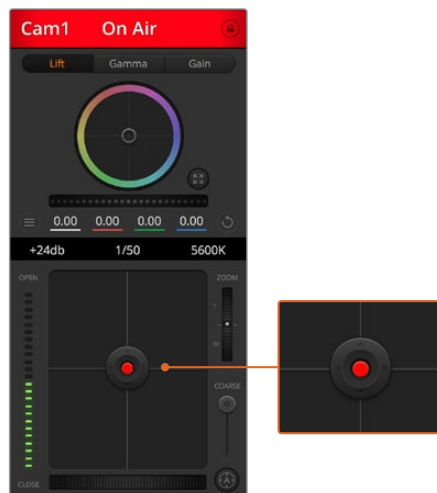 Cam1 On Air
Lift Gamma Gain
0.00 0.00 0.00 0.00
+24db 1/50 5600K
OPEN ZOOM
T
W
COARSE
A
CLOSE